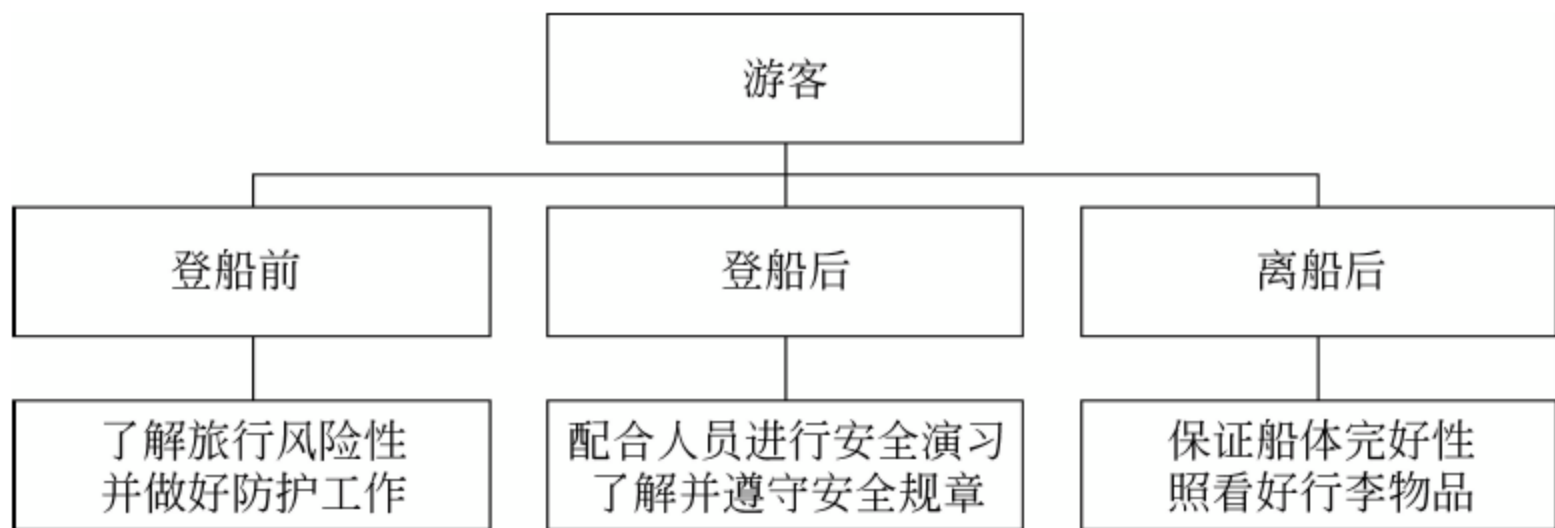 游客
登船前
登船后
离船后
了解旅行风险性
并做好防护工作
配合人员进行安全演习
了解并遵守安全规章
保证船体完好性
照看好行李物品